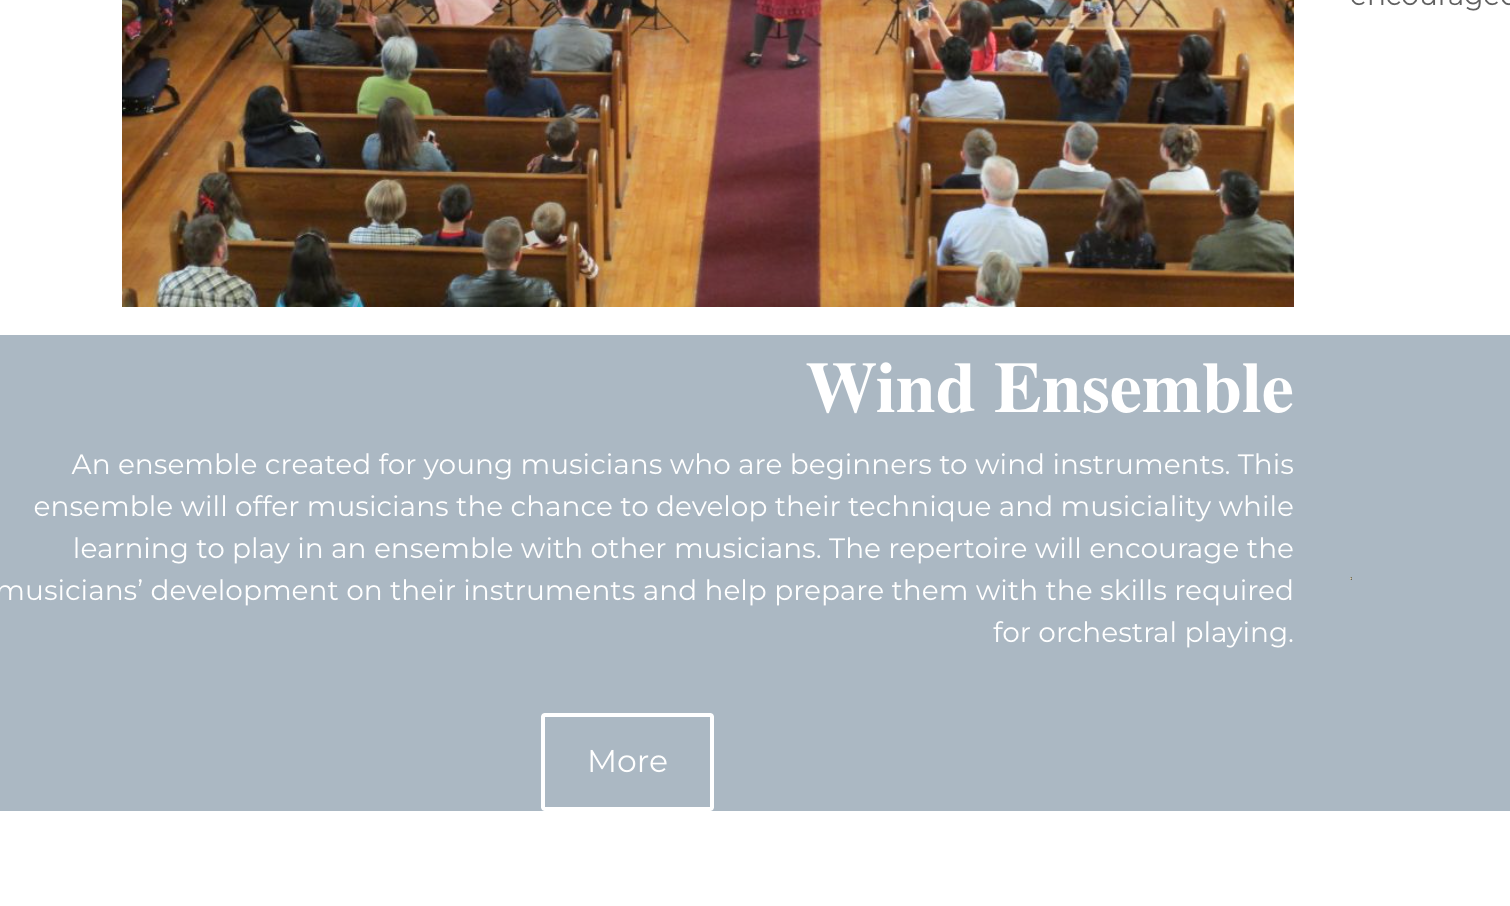 encouraged
Wind Ensemble
An ensemble created for young musicians who are beginners to wind instruments. This
ensemble will offer musicians the chance to develop their technique and musiciality while
learning to play in an ensemble with other musicians. The repertoire will encourage the
musicians’ development on their instruments and help prepare them with the skills required
for orchestral playing.
More